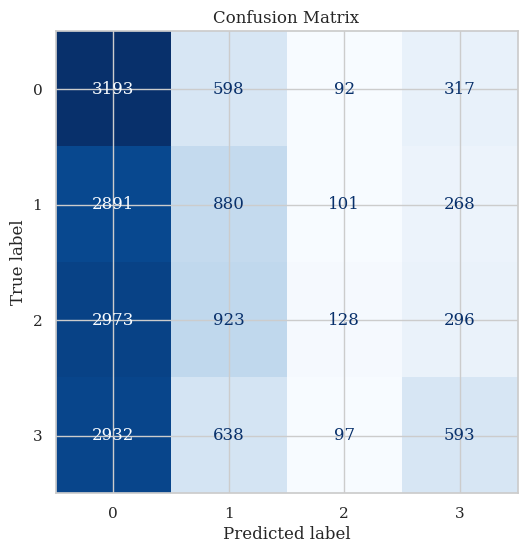 Confusion Matrix
0 3193 598 92 317
1 2891 880 101 268
2 2973 923 128 296
3 2932 638 97 593
0 1 2 3
True label
Predicted label